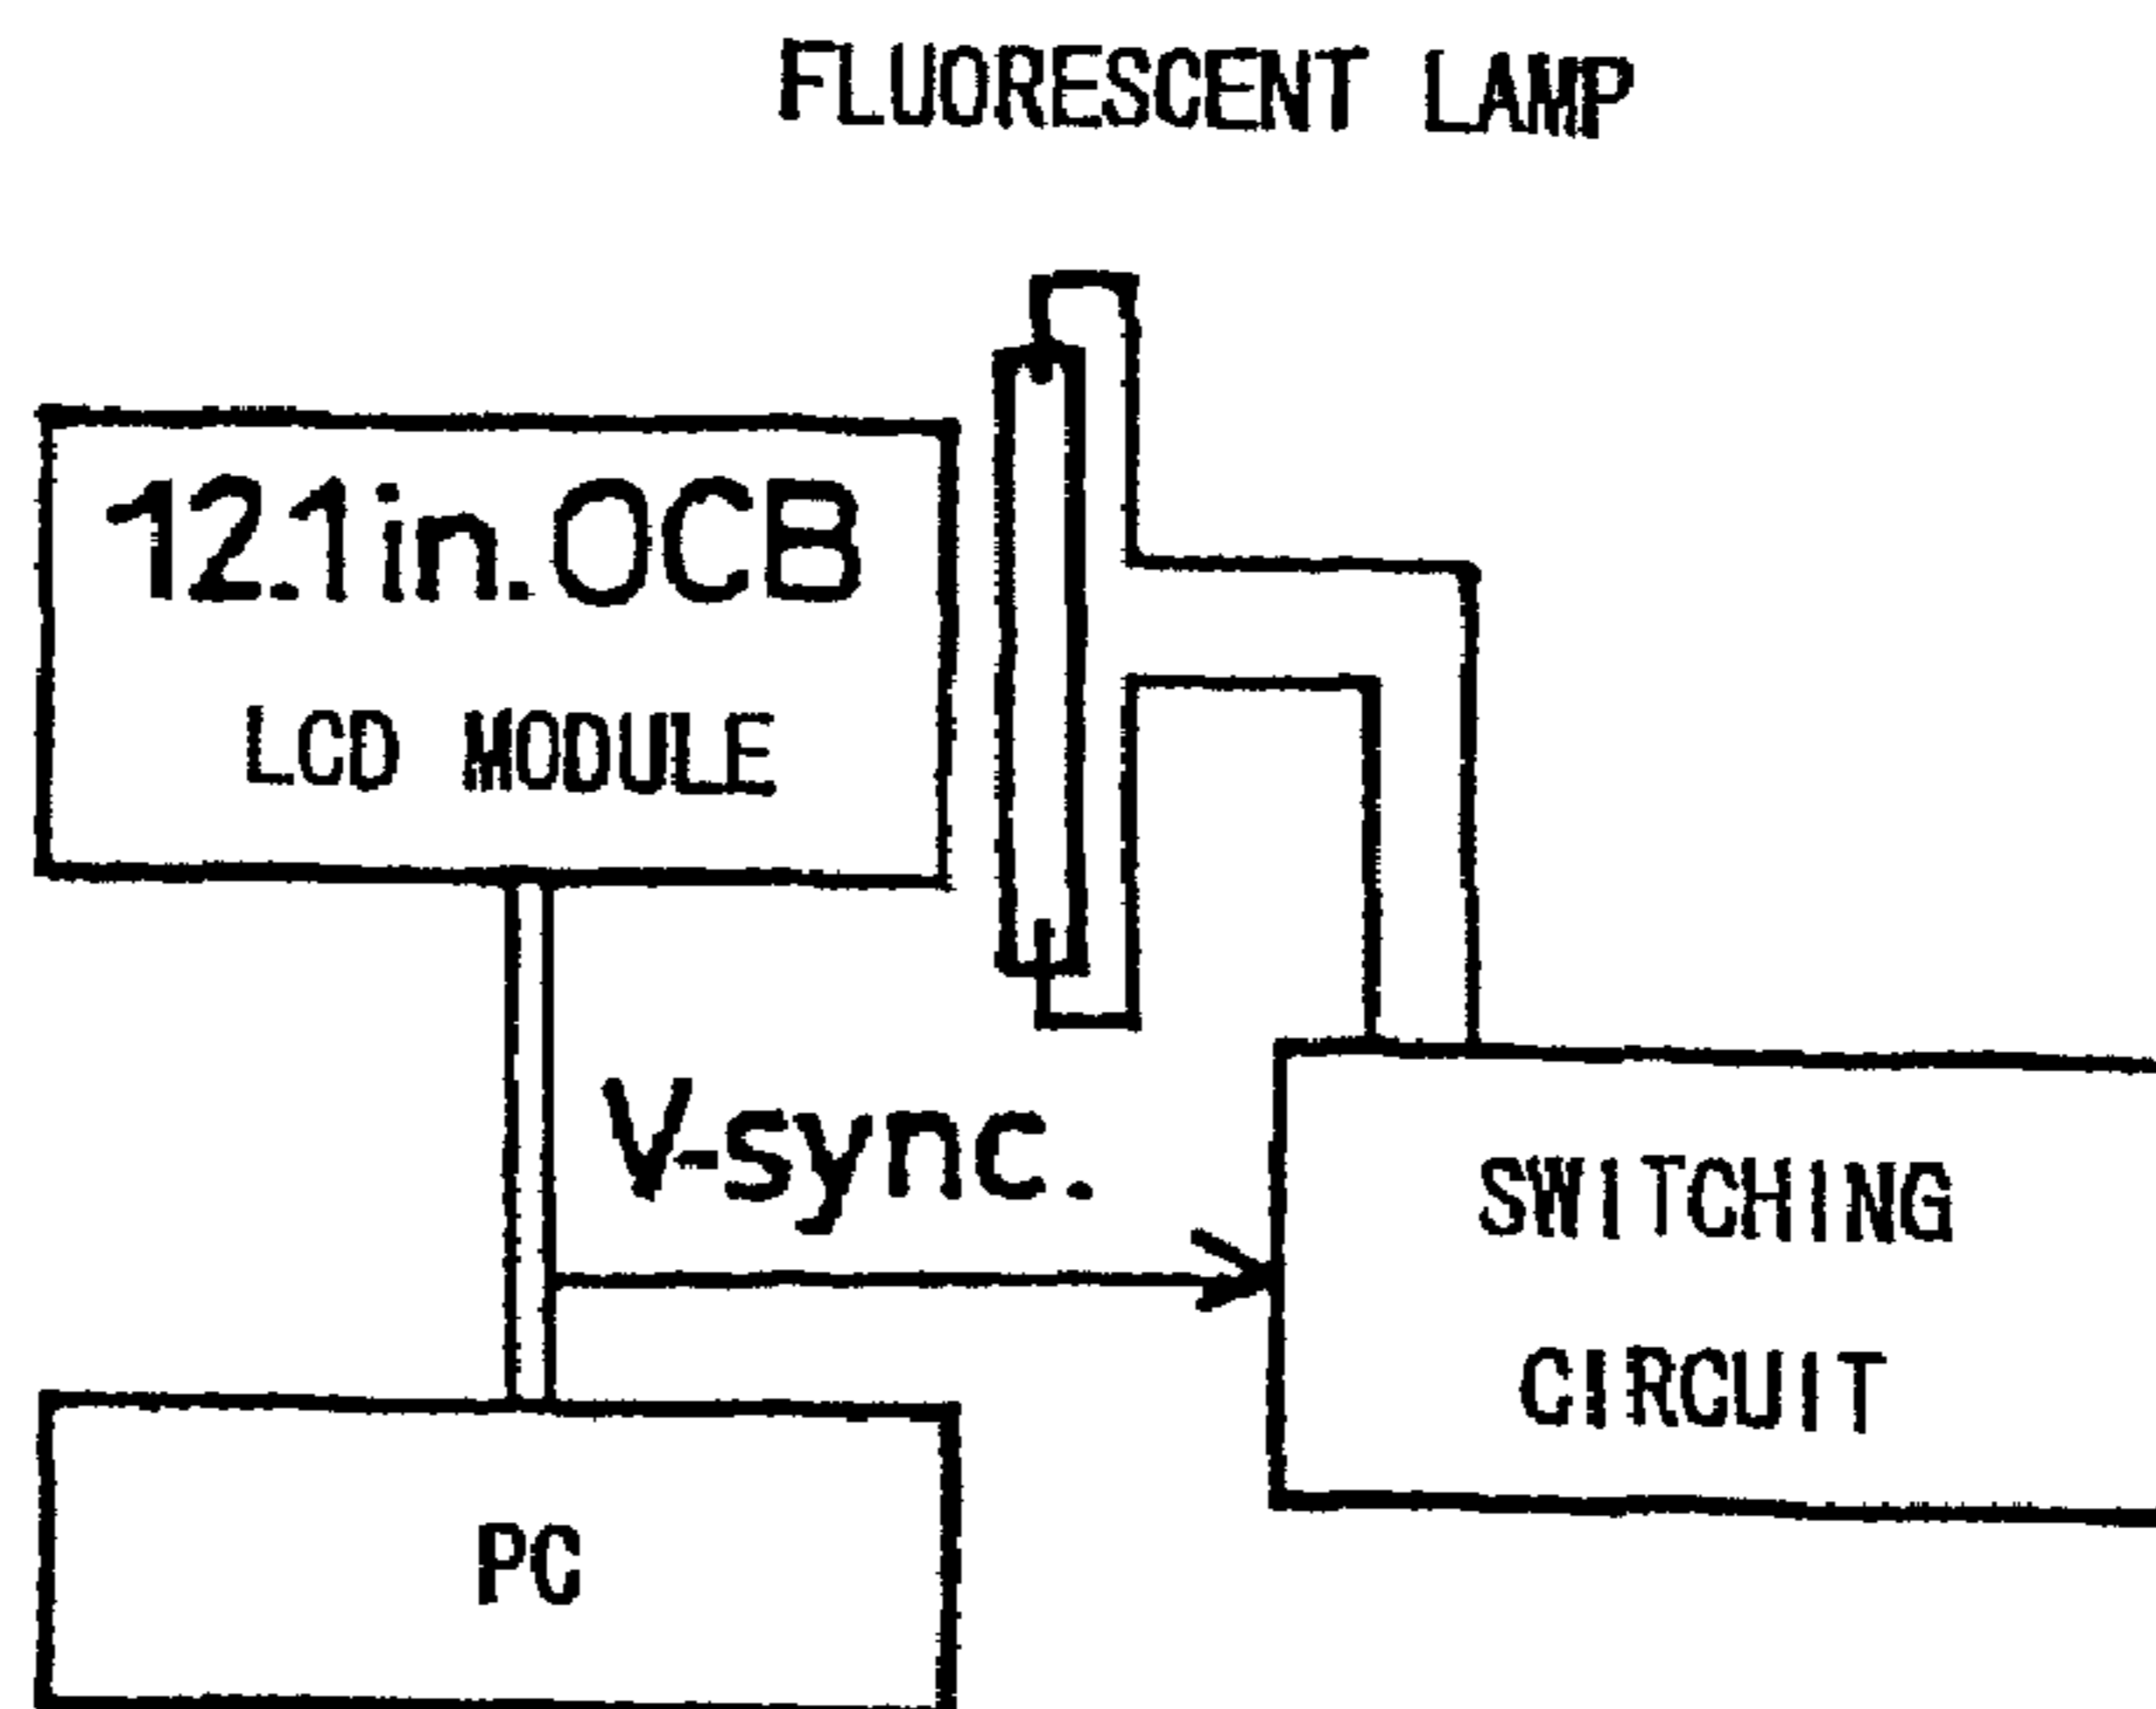 FLUORESCENT LAMP
12.1in.OCB
LCD MODULE
V-sync.
SWITCHING
CIRCUIT
PC